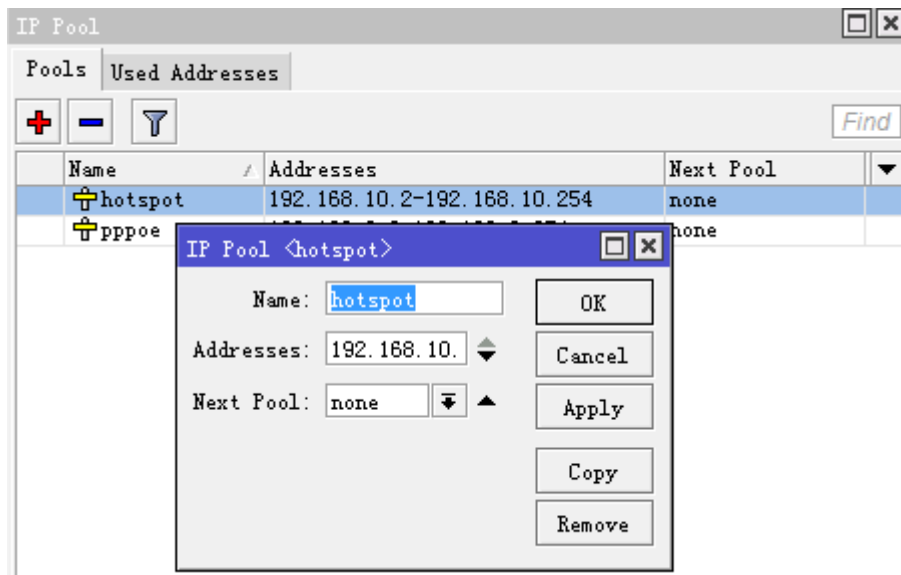 IP Pool
Pools Used Addresses
Find
Name Addresses Next Pool
hotspot 192.168.10.2-192.168.10.254 none
pppoe none
IP Pool <hotspot>
Name: hotspot OK
Addresses: 192.168.10. Cancel
Next Pool: none Apply
Copy
Remove